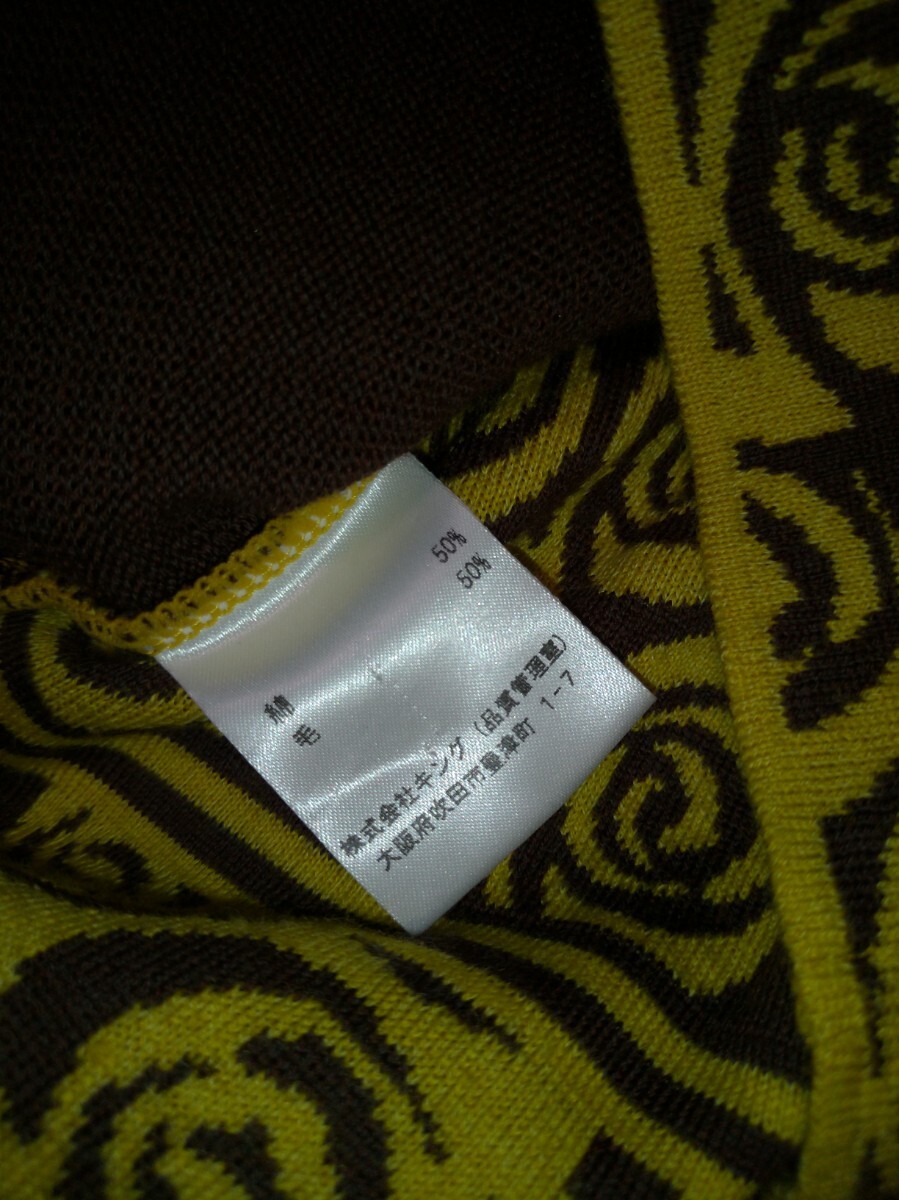 綿 50%
毛 50%
株式会社キング (品質管理室)
大阪府吹田市豊津町 1-7